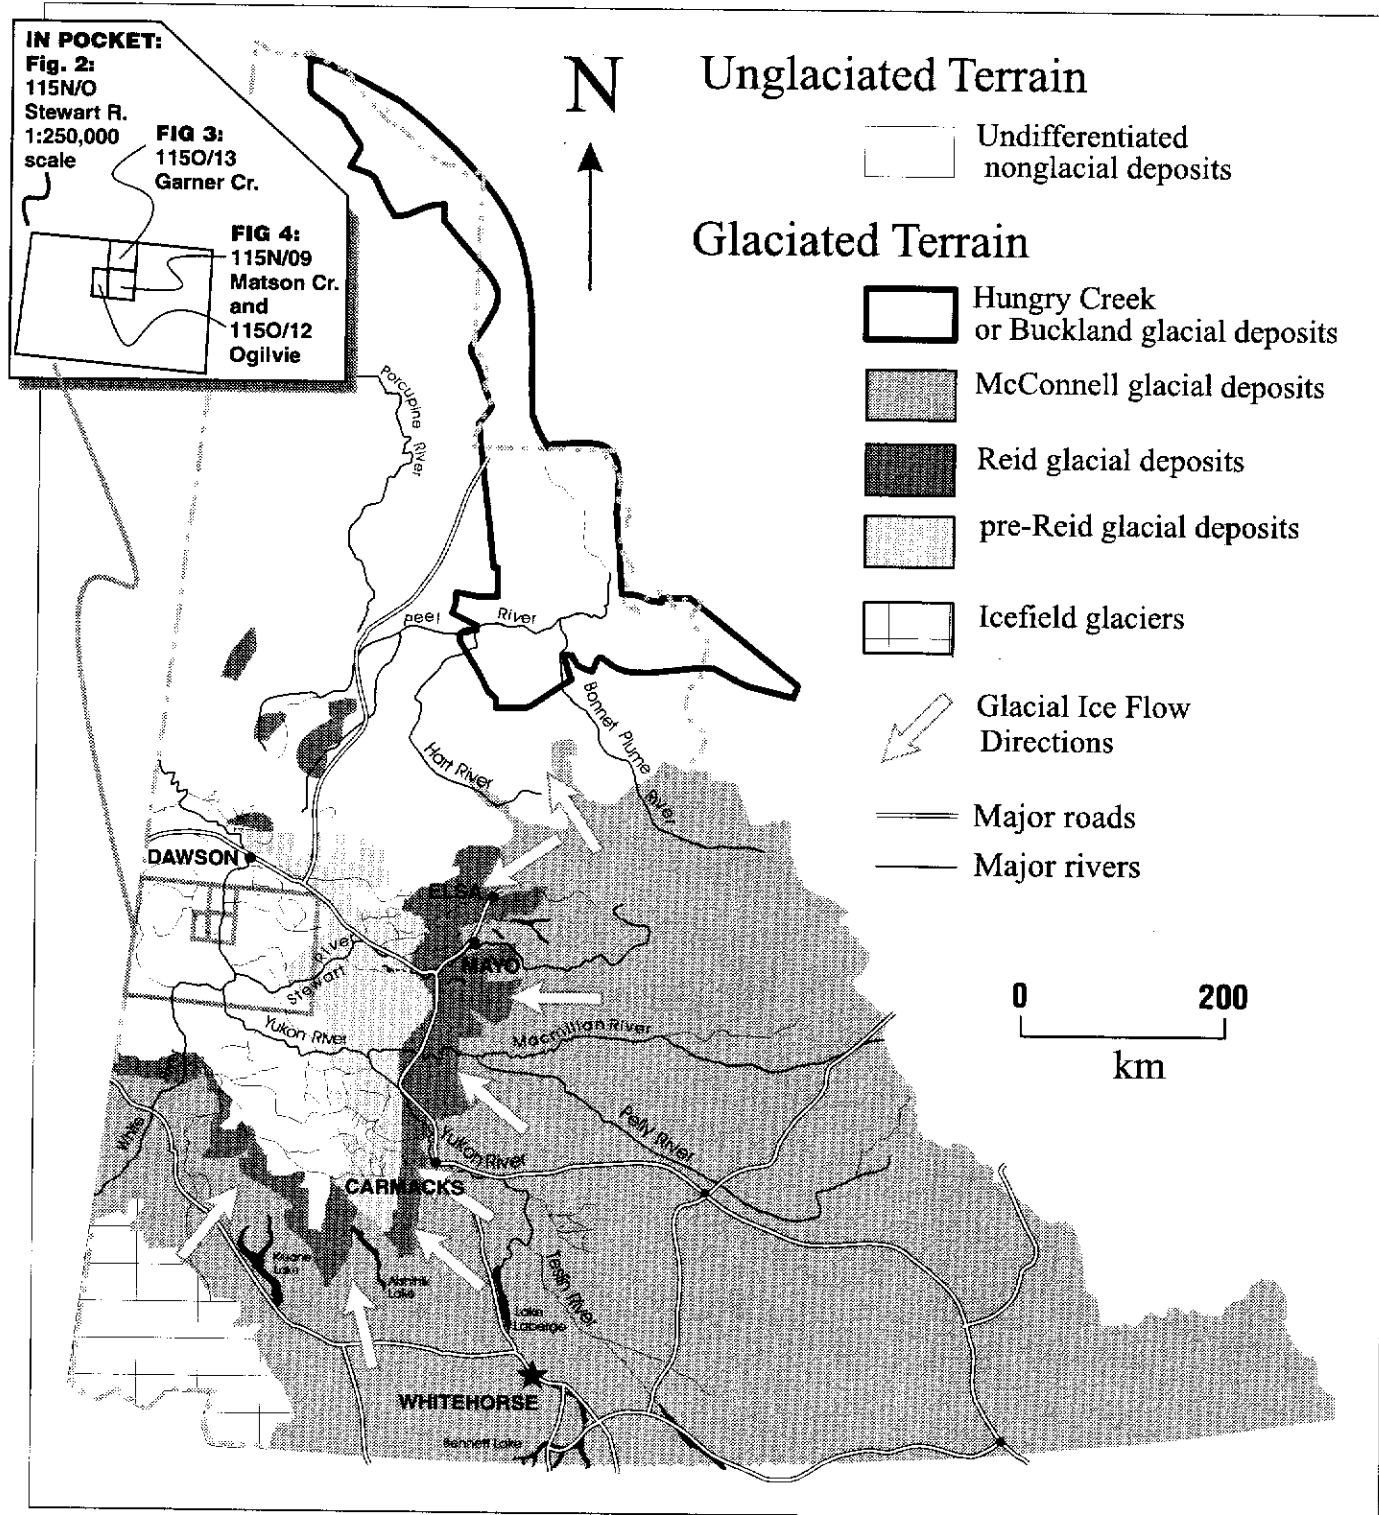 IN POCKET:
Fig. 2:
115N/O
Stewart R.
1:250,000
scale
FIG 3:
115O/13
Garner Cr.
FIG 4:
115N/09
Matson Cr.
and
115O/12
Ogilvie
N
Unglaciated Terrain
Undifferentiated
nonglacial deposits
Glaciated Terrain
Hungry Creek
or Buckland glacial deposits
McConnell glacial deposits
Reid glacial deposits
pre-Reid glacial deposits
Icefield glaciers
Glacial Ice Flow
Directions
Major roads
Major rivers
0 200
km
Porcupine River
Peel River
Bonnet Plume River
Hart River
DAWSON
ELSA
MAYO
Stewart River
Yukon River
Macmillan River
White
Pelly River
Yukon River
CARMACKS
Kluane
Lake
Aishihik
Lake
Teslin River
Lake
Laberge
WHITEHORSE
Bennett Lake